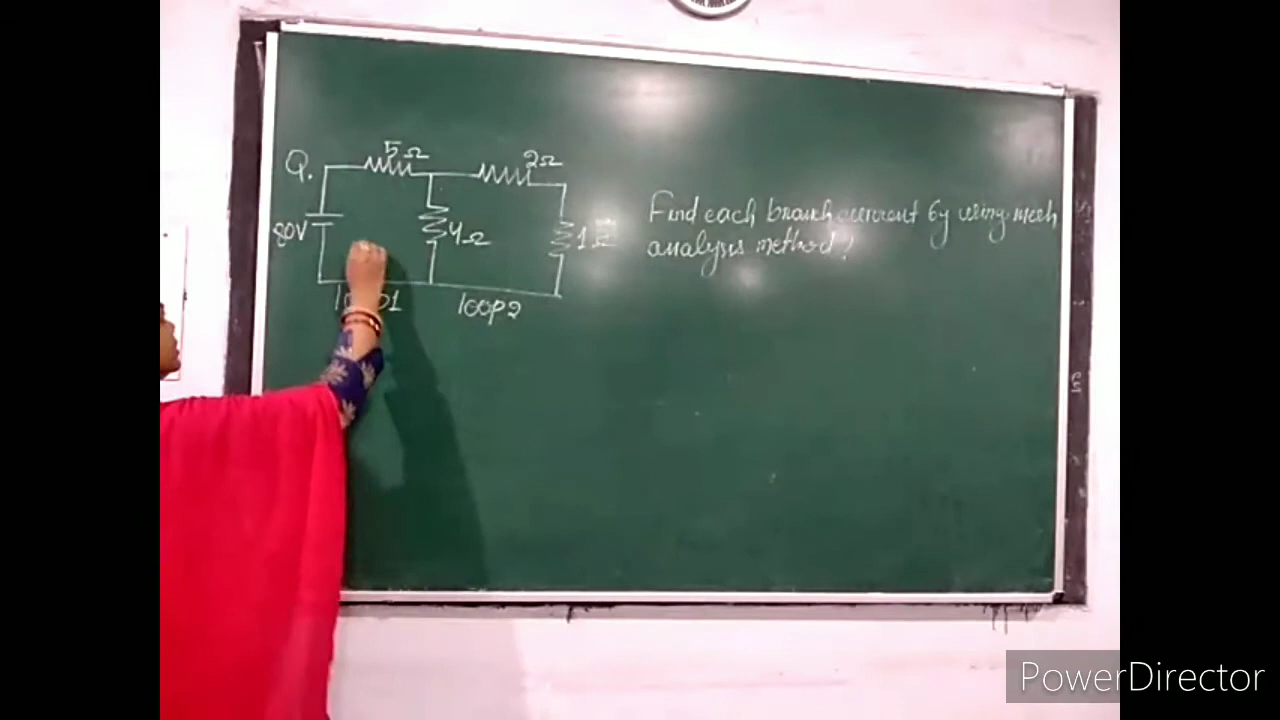 Q.
5Ω
2Ω
80V
4Ω
1Ω
loop2
Find each branch current by using mesh
analysis method?
PowerDirector